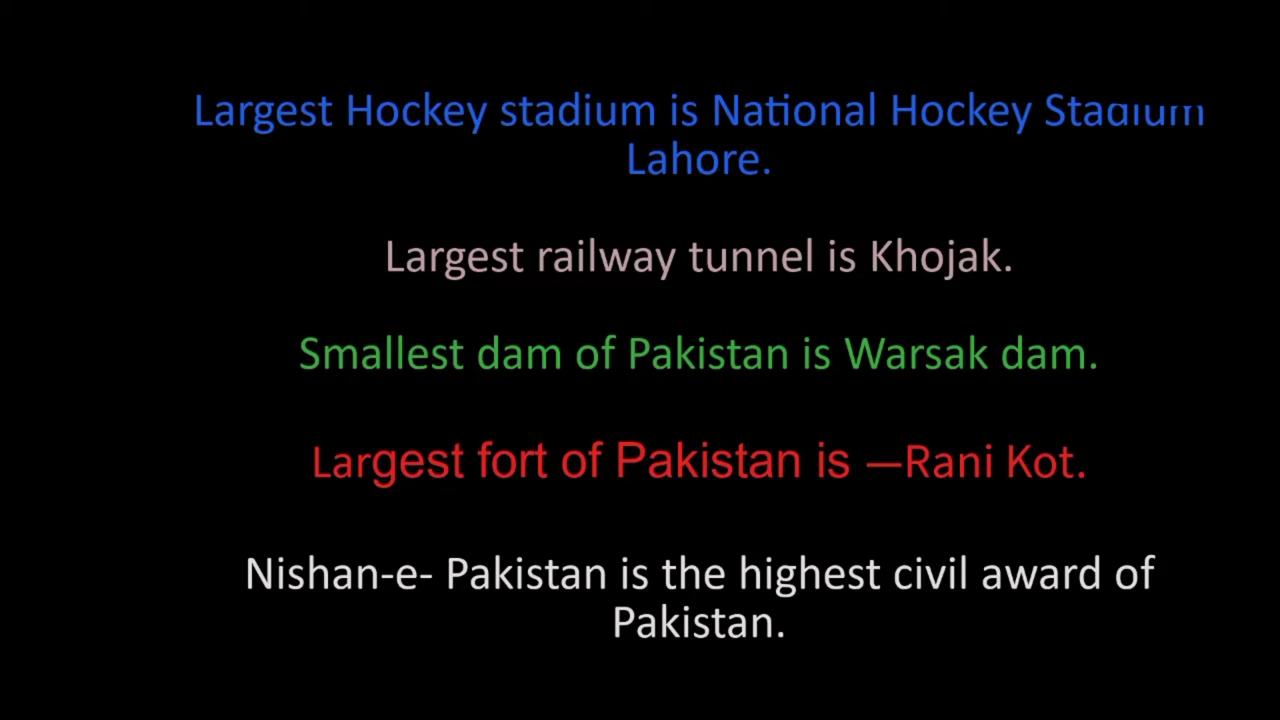 Largest Hockey stadium is National Hockey Stadium
Lahore.
Largest railway tunnel is Khojak.
Smallest dam of Pakistan is Warsak dam.
Largest fort of Pakistan is —Rani Kot.
Nishan-e- Pakistan is the highest civil award of
Pakistan.